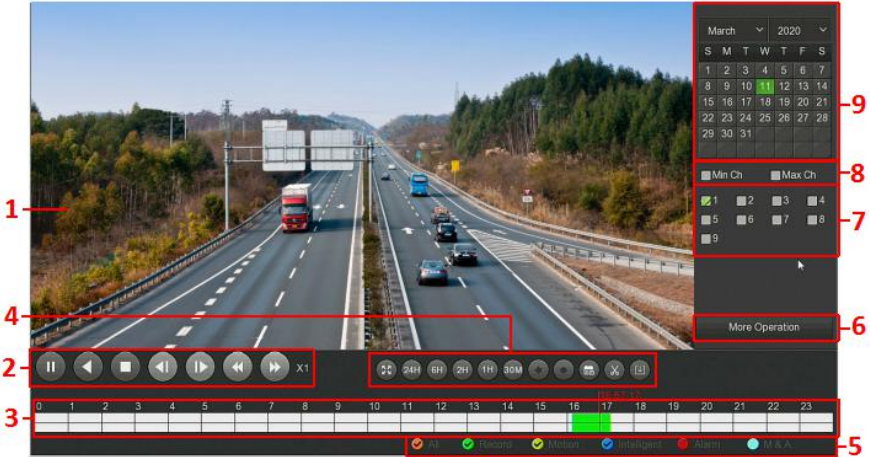 March 2020
S M T W T F S
1 2 3 4 5 6 7
8 9 10 11 12 13 14
15 16 17 18 19 20 21
22 23 24 25 26 27 28
29 30 31
9
Min Ch Max Ch
8
1 2 3 4
5 6 7 8
9
7
1
More Operation
6
4
2
X1
24H 6H 2H 1H 30M
3
0 1 2 3 4 5 6 7 8 9 10 11 12 13 14 15 16 17 18 19 20 21 22 23
All Record Motion Intelligent Alarm M & A
5